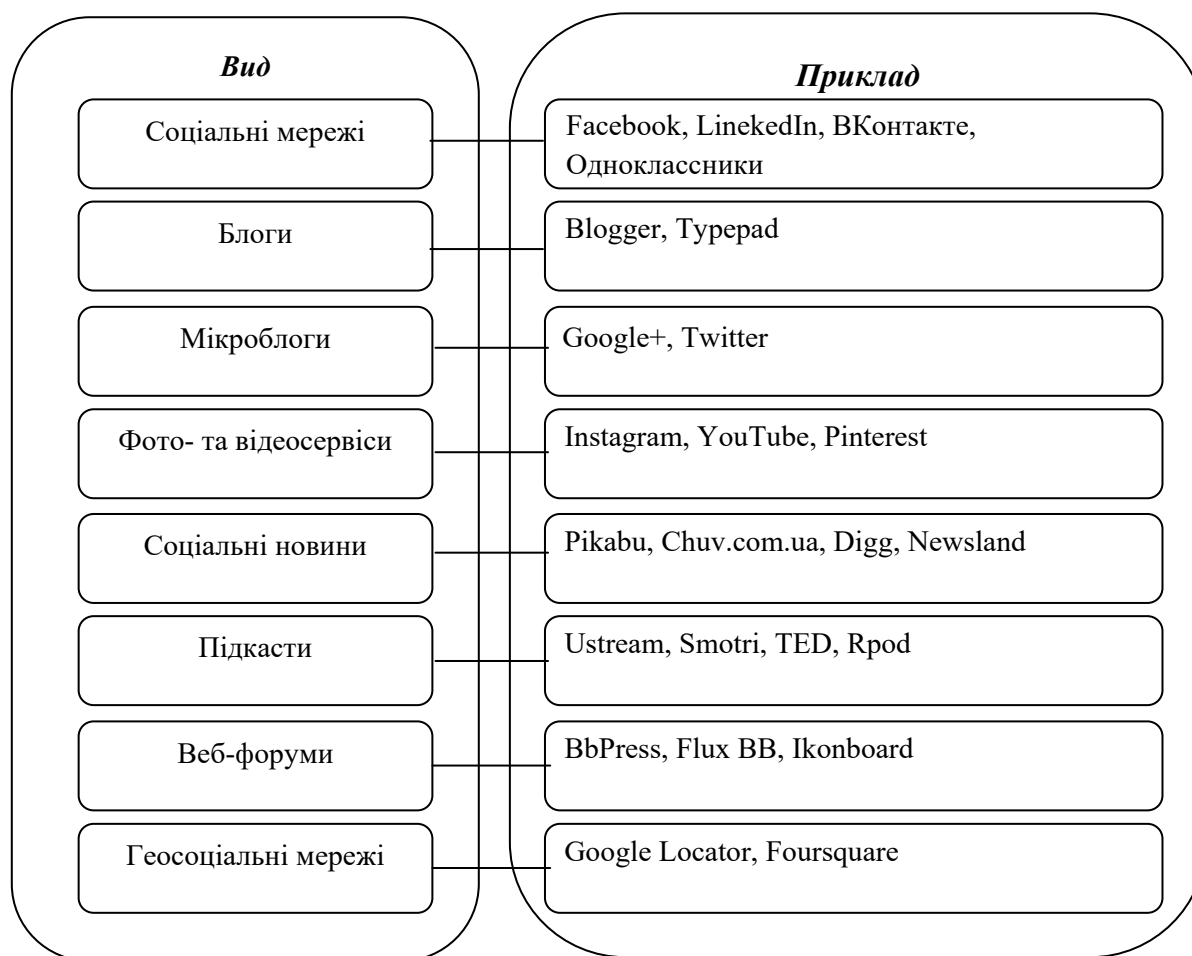 Вид
Приклад
Соціальні мережі
Facebook, LinekedIn, ВКонтакте,
Одноклассники
Блоги
Blogger, Typepad
Мікроблоги
Google+, Twitter
Фото- та відеосервіси
Instagram, YouTube, Pinterest
Соціальні новини
Pikabu, Chuv.com.ua, Digg, Newsland
Підкасти
Ustream, Smotri, TED, Rpod
Веб-форуми
BbPress, Flux BB, Ikonboard
Геосоціальні мережі
Google Locator, Foursquare